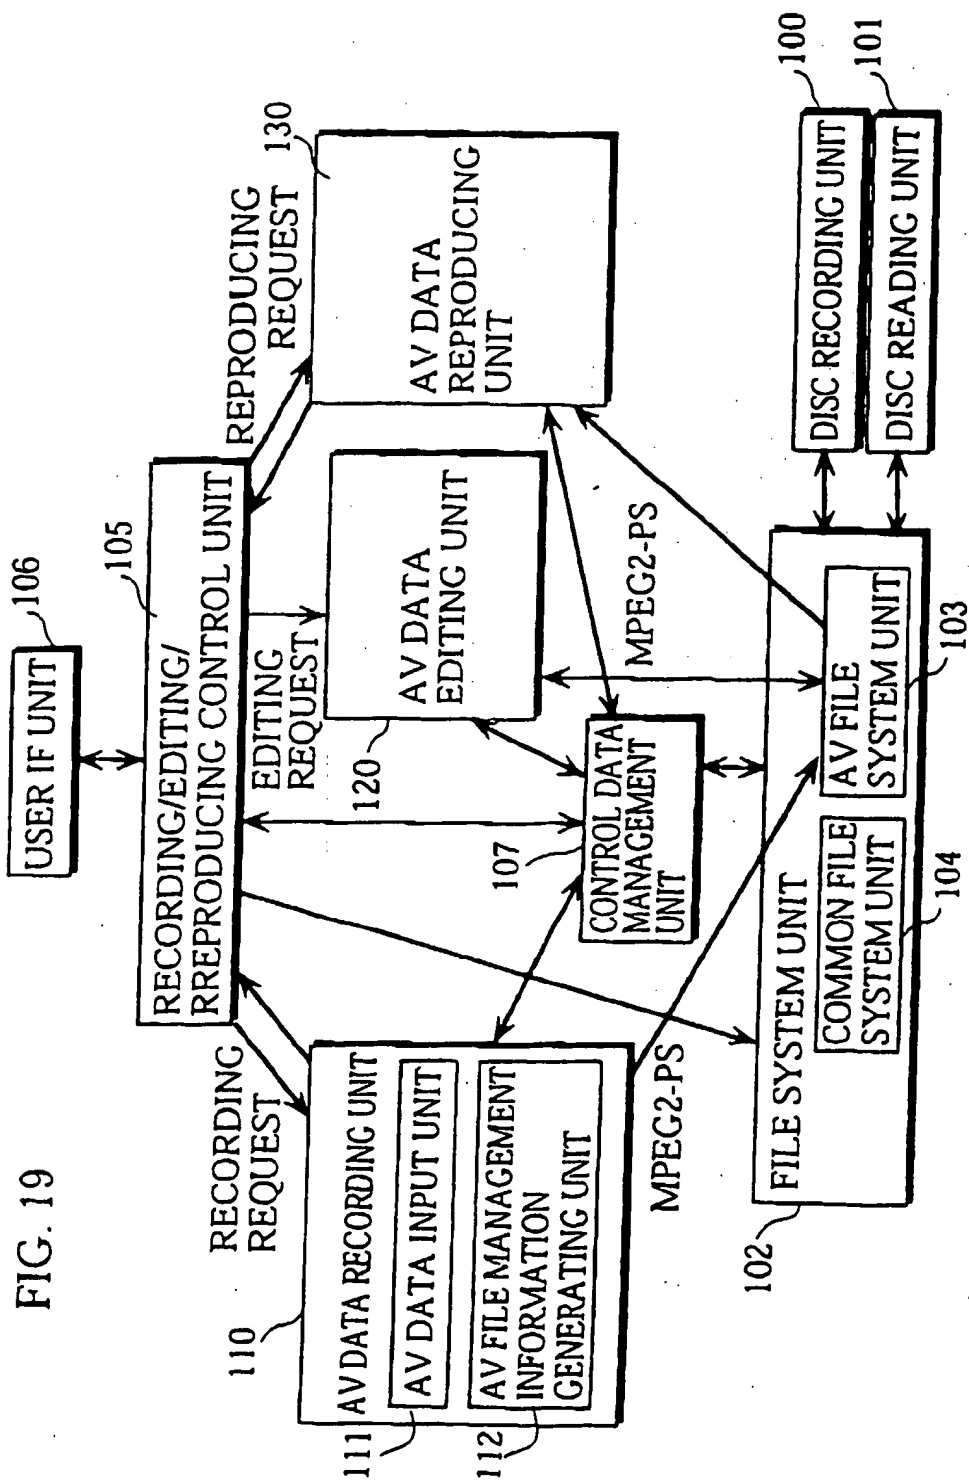 FIG. 19
USER IF UNIT
106
RECORDING/EDITING/
RREPRODUCING CONTROL UNIT
105
RECORDING
REQUEST
EDITING
REQUEST
REPRODUCING
REQUEST
110
AV DATA RECORDING UNIT
111
AV DATA INPUT UNIT
112
AV FILE MANAGEMENT
INFORMATION
GENERATING UNIT
120
AV DATA
EDITING UNIT
130
AV DATA
REPRODUCING
UNIT
107
CONTROL DATA
MANAGEMENT
UNIT
MPEG2-PS
MPEG2-PS
102
FILE SYSTEM UNIT
COMMON FILE
SYSTEM UNIT
104
AV FILE
SYSTEM UNIT
103
DISC RECORDING UNIT
100
DISC READING UNIT
101